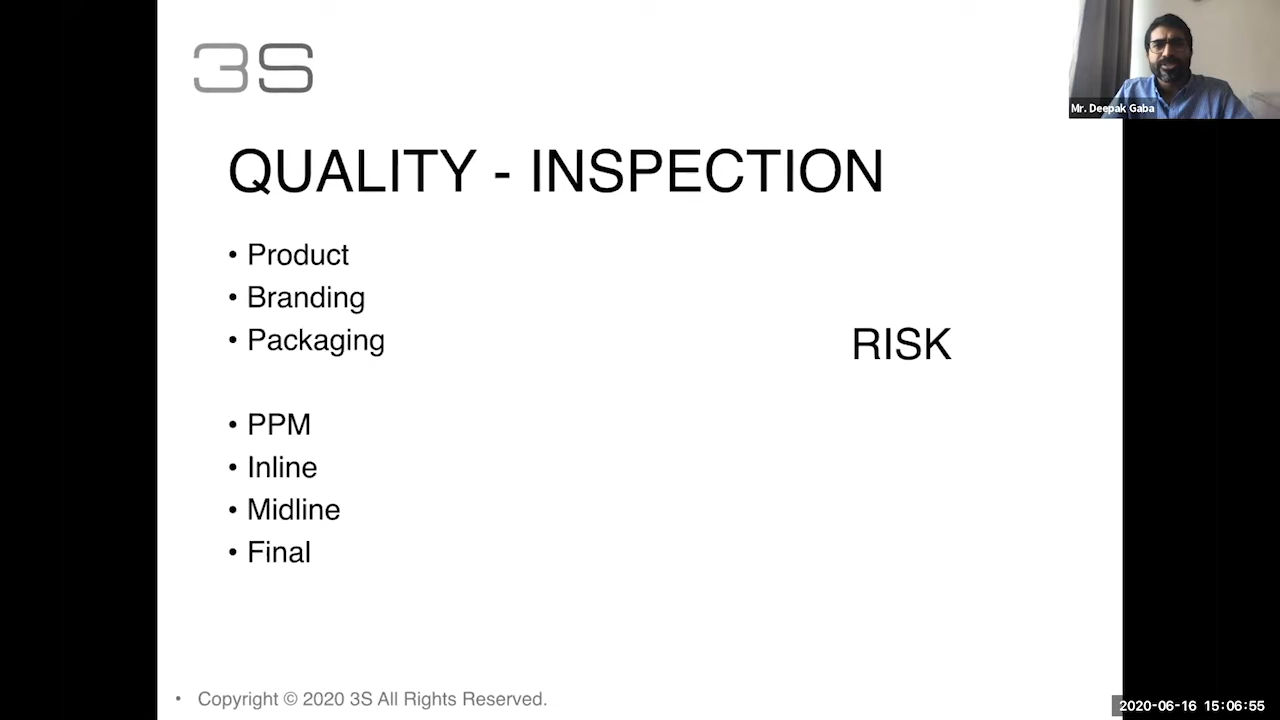 3S
Mr. Deepak Gaba
QUALITY - INSPECTION
• Product
• Branding
• Packaging
RISK
• PPM
• Inline
• Midline
• Final
• Copyright © 2020 3S All Rights Reserved.
2020-06-16 15:06:55